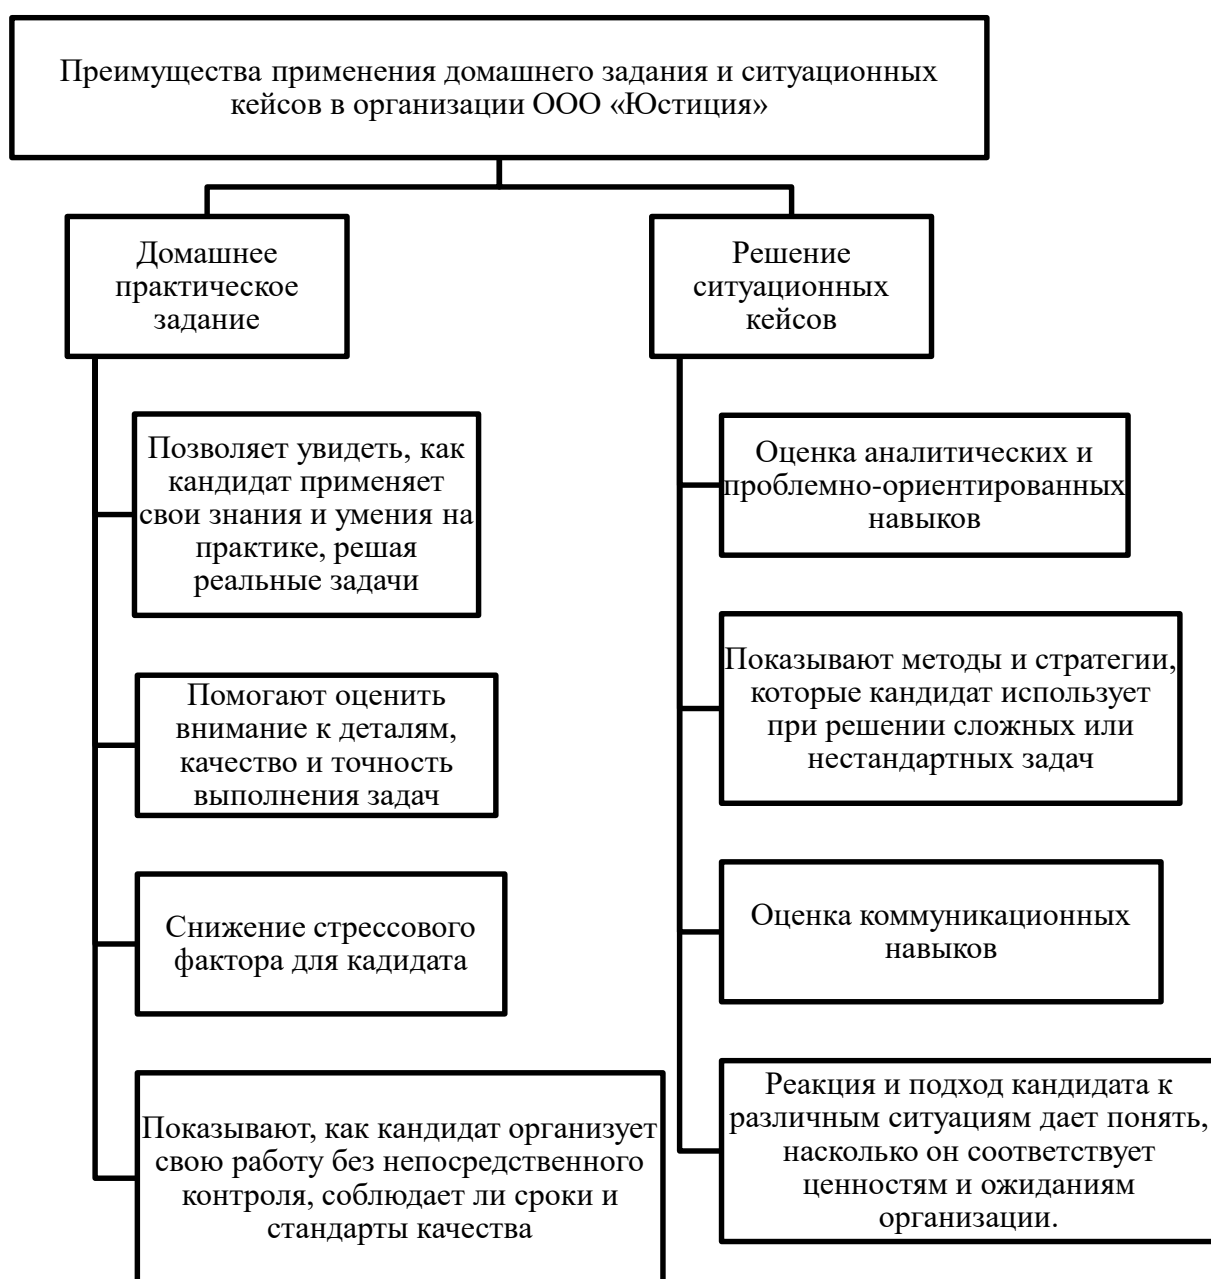 Преимущества применения домашнего задания и ситуационных
кейсов в организации ООО «Юстиция»
Домашнее
практическое
задание
Позволяет увидеть, как
кандидат применяет
свои знания и умения на
практике, решая
реальные задачи
Помогают оценить
внимание к деталям,
качество и точность
выполнения задач
Снижение стрессового
фактора для кадидата
Показывают, как кандидат организует
свою работу без непосредственного
контроля, соблюдает ли сроки и
стандарты качества
Решение
ситуационных
кейсов
Оценка аналитических и
проблемно-ориентированных
навыков
Показывают методы и стратегии,
которые кандидат использует
при решении сложных или
нестандартных задач
Оценка коммуникационных
навыков
Реакция и подход кандидата к
различным ситуациям дает понять,
насколько он соответствует
ценностям и ожиданиям
организации.